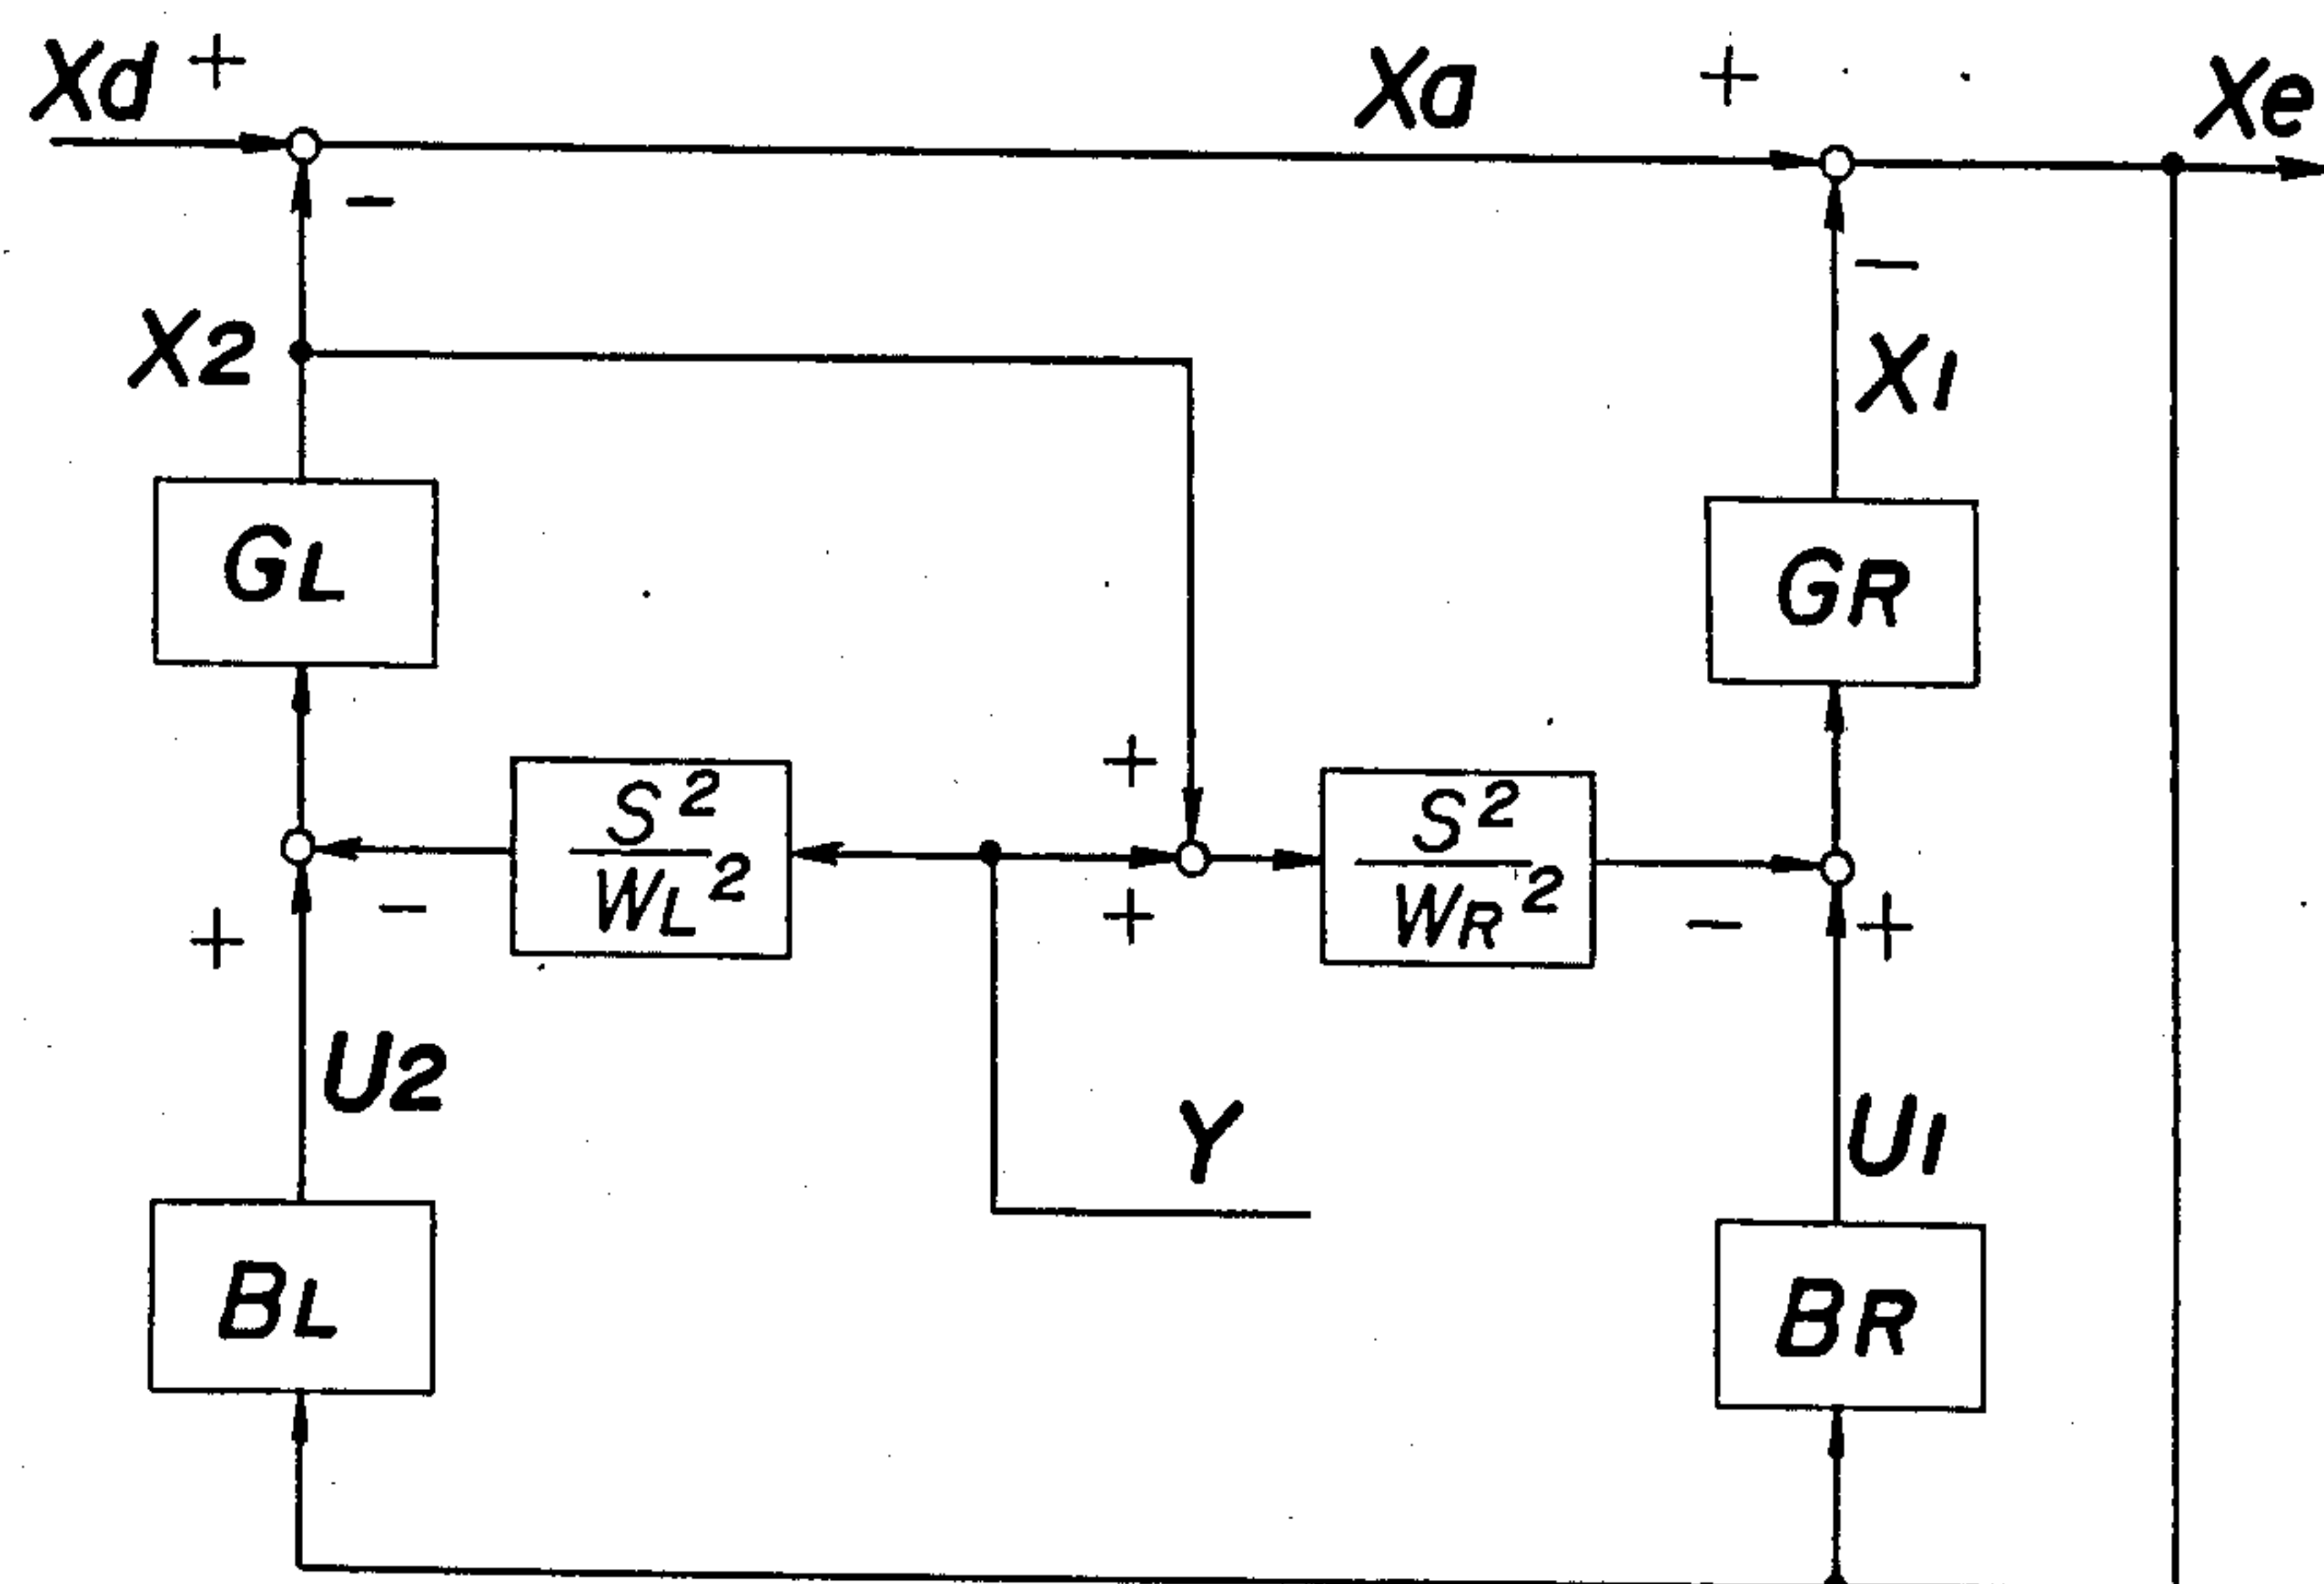 Xd + Xa + Xe
−
−
X2
X1
GL
GR
+
S²/WL²
S²/WR²
+ − + − +
U2
Y
U1
BL
BR